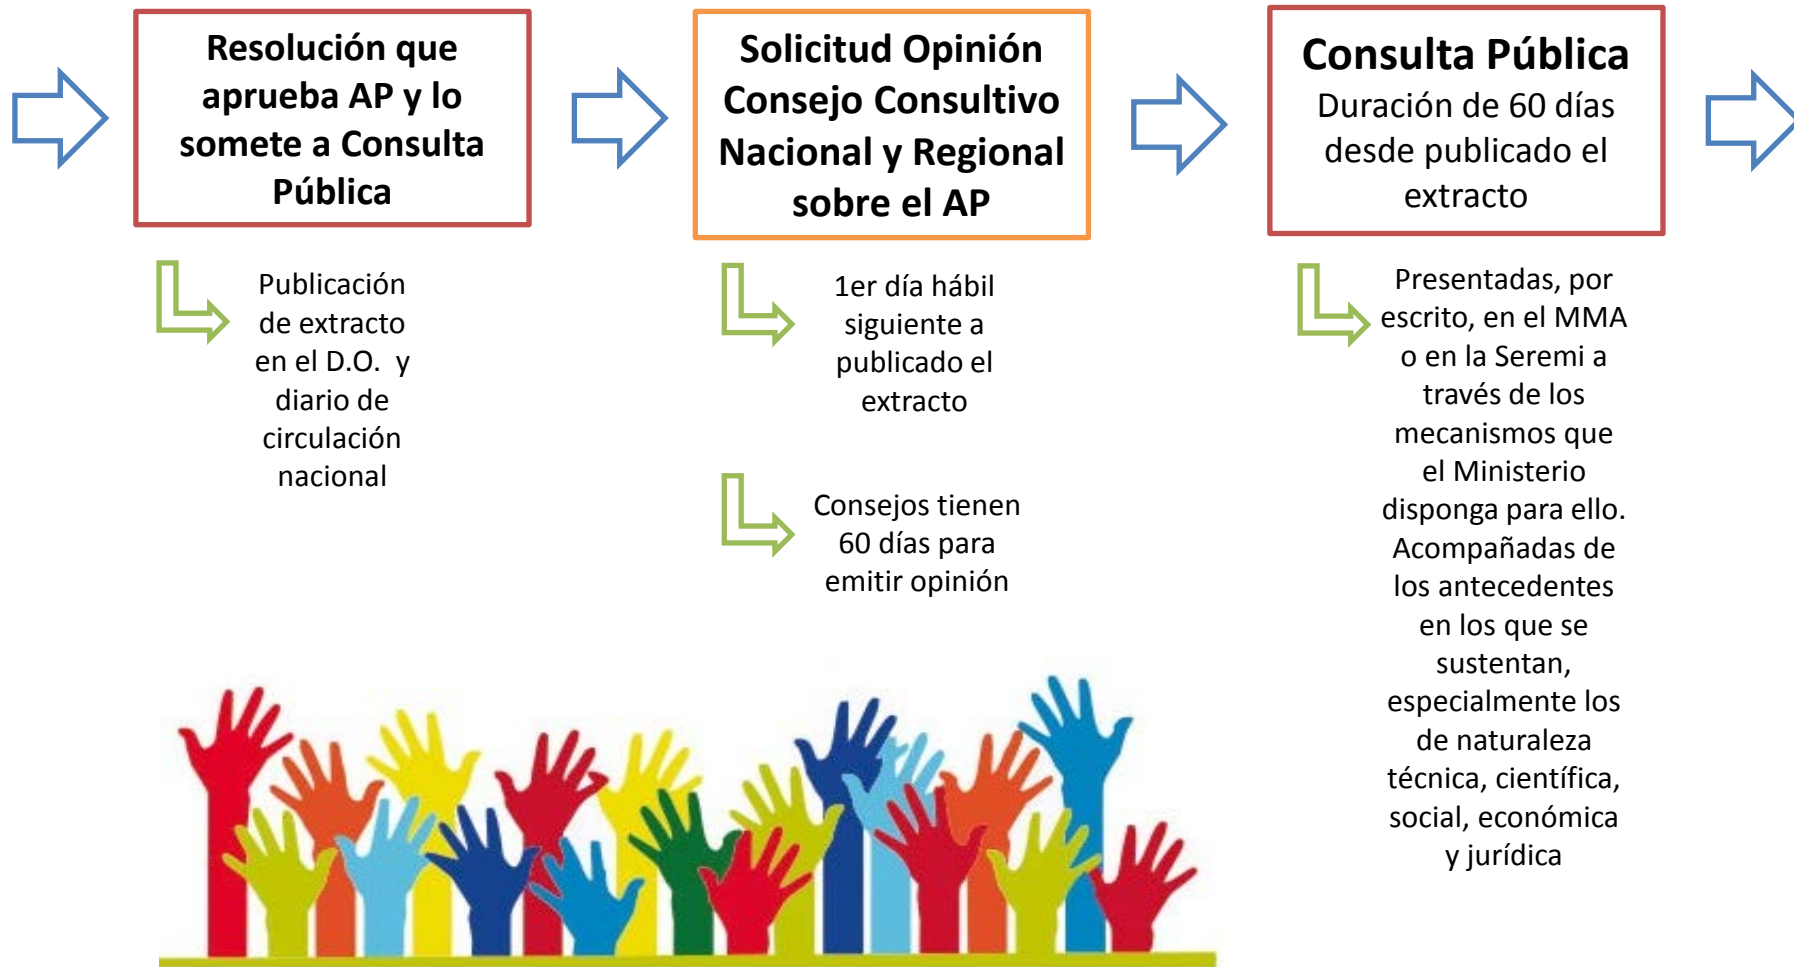 Resolución que
aprueba AP y lo
somete a Consulta
Pública
Publicación
de extracto
en el D.O. y
diario de
circulación
nacional
Solicitud Opinión
Consejo Consultivo
Nacional y Regional
sobre el AP
1er día hábil
siguiente a
publicado el
extracto
Consejos tienen
60 días para
emitir opinión
Consulta Pública
Duración de 60 días
desde publicado el
extracto
Presentadas, por
escrito, en el MMA
o en la Seremi a
través de los
mecanismos que
el Ministerio
disponga para ello.
Acompañadas de
los antecedentes
en los que se
sustentan,
especialmente los
de naturaleza
técnica, científica,
social, económica
y jurídica